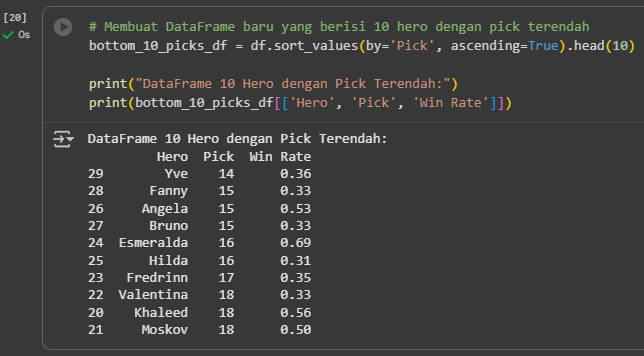 [20]
0s
# Membuat DataFrame baru yang berisi 10 hero dengan pick terendah
bottom_10_picks_df = df.sort_values(by='Pick', ascending=True).head(10)
print("DataFrame 10 Hero dengan Pick Terendah:")
print(bottom_10_picks_df[['Hero', 'Pick', 'Win Rate']])
DataFrame 10 Hero dengan Pick Terendah:
Hero Pick Win Rate
29 Yve 14 0.36
28 Fanny 15 0.33
26 Angela 15 0.53
27 Bruno 15 0.33
24 Esmeralda 16 0.69
25 Hilda 16 0.31
23 Fredrinn 17 0.35
22 Valentina 18 0.33
20 Khaleed 18 0.56
21 Moskov 18 0.50